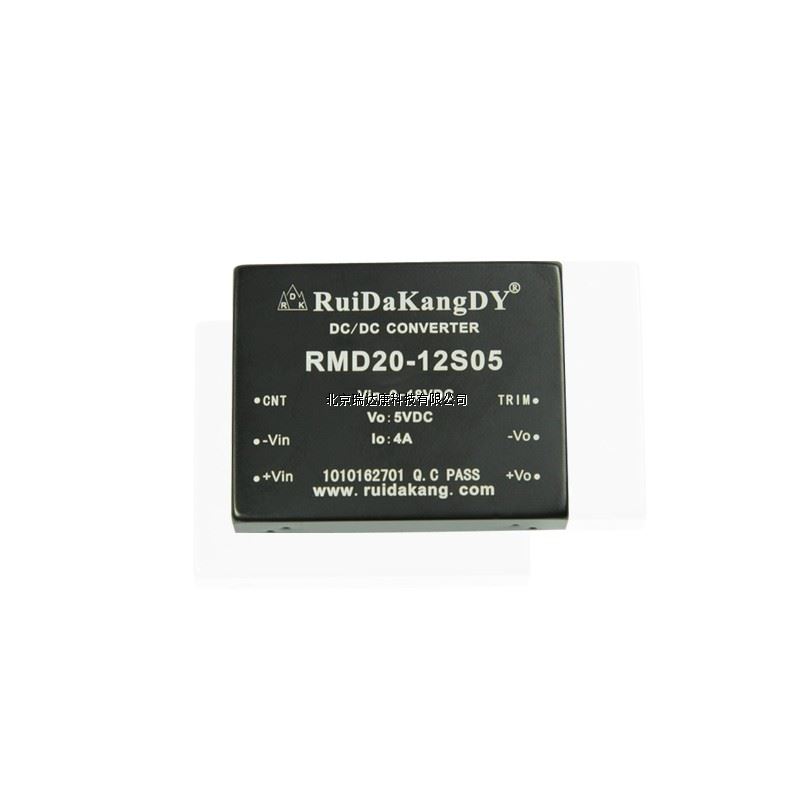 RDK RuiDaKangDY®
DC/DC CONVERTER
RMD20-12S05
北京瑞达康科技有限公司
CNT TRIM
Vo: 5VDC
-Vin Io: 4A -Vo
+Vin 1010162701 Q.C PASS +Vo
www.ruidakang.com